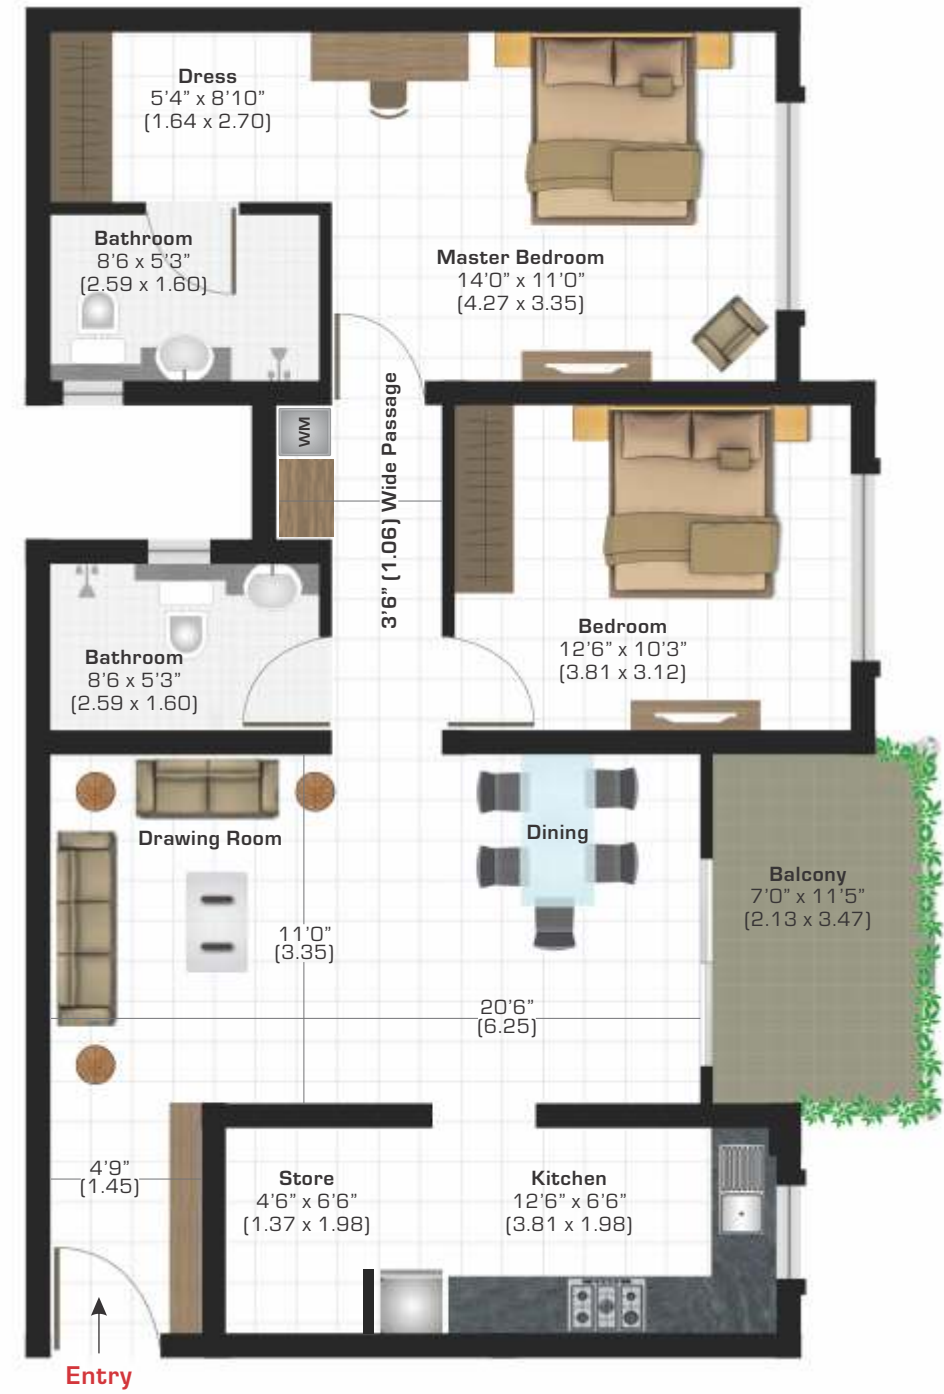 Dress
5'4” x 8'10”
(1.64 x 2.70)
Bathroom
8'6 x 5'3”
(2.59 x 1.60)
Master Bedroom
14'0” x 11'0”
(4.27 x 3.35)
WM
3'6” (1.06) Wide Passage
Bedroom
12'6” x 10'3”
(3.81 x 3.12)
Bathroom
8'6 x 5'3”
(2.59 x 1.60)
Drawing Room
Dining
Balcony
7'0” x 11'5”
(2.13 x 3.47)
11'0”
(3.35)
20'6”
(6.25)
4'9”
(1.45)
Store
4'6” x 6'6”
(1.37 x 1.98)
Kitchen
12'6” x 6'6”
(3.81 x 1.98)
Entry